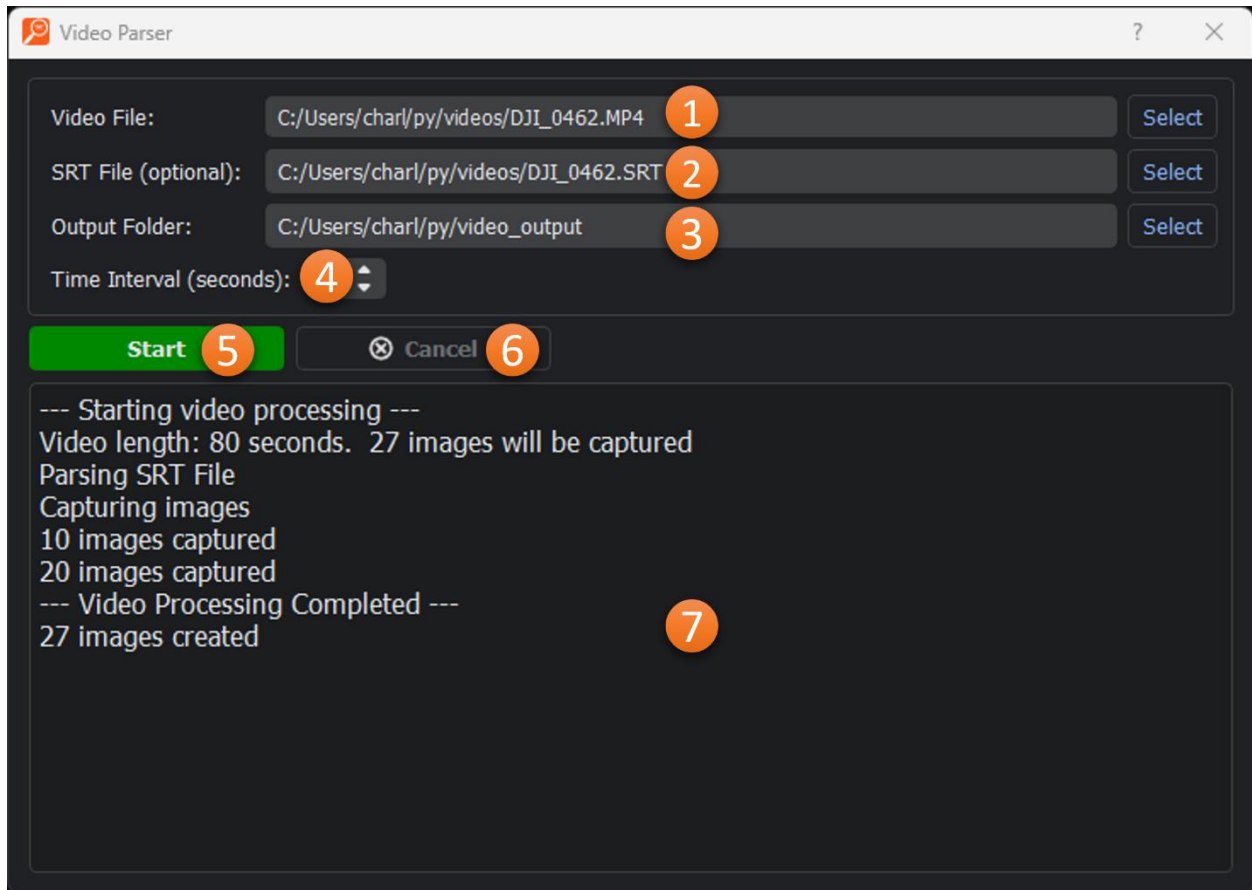 Video Parser ?
Video File: C:/Users/charl/py/videos/DJI_0462.MP4 1 Select
SRT File (optional): C:/Users/charl/py/videos/DJI_0462.SRT 2 Select
Output Folder: C:/Users/charl/py/video_output 3 Select
Time Interval (seconds): 4
Start 5 Cancel 6
--- Starting video processing ---
Video length: 80 seconds.  27 images will be captured
Parsing SRT File
Capturing images
10 images captured
20 images captured
--- Video Processing Completed ---
27 images created
7